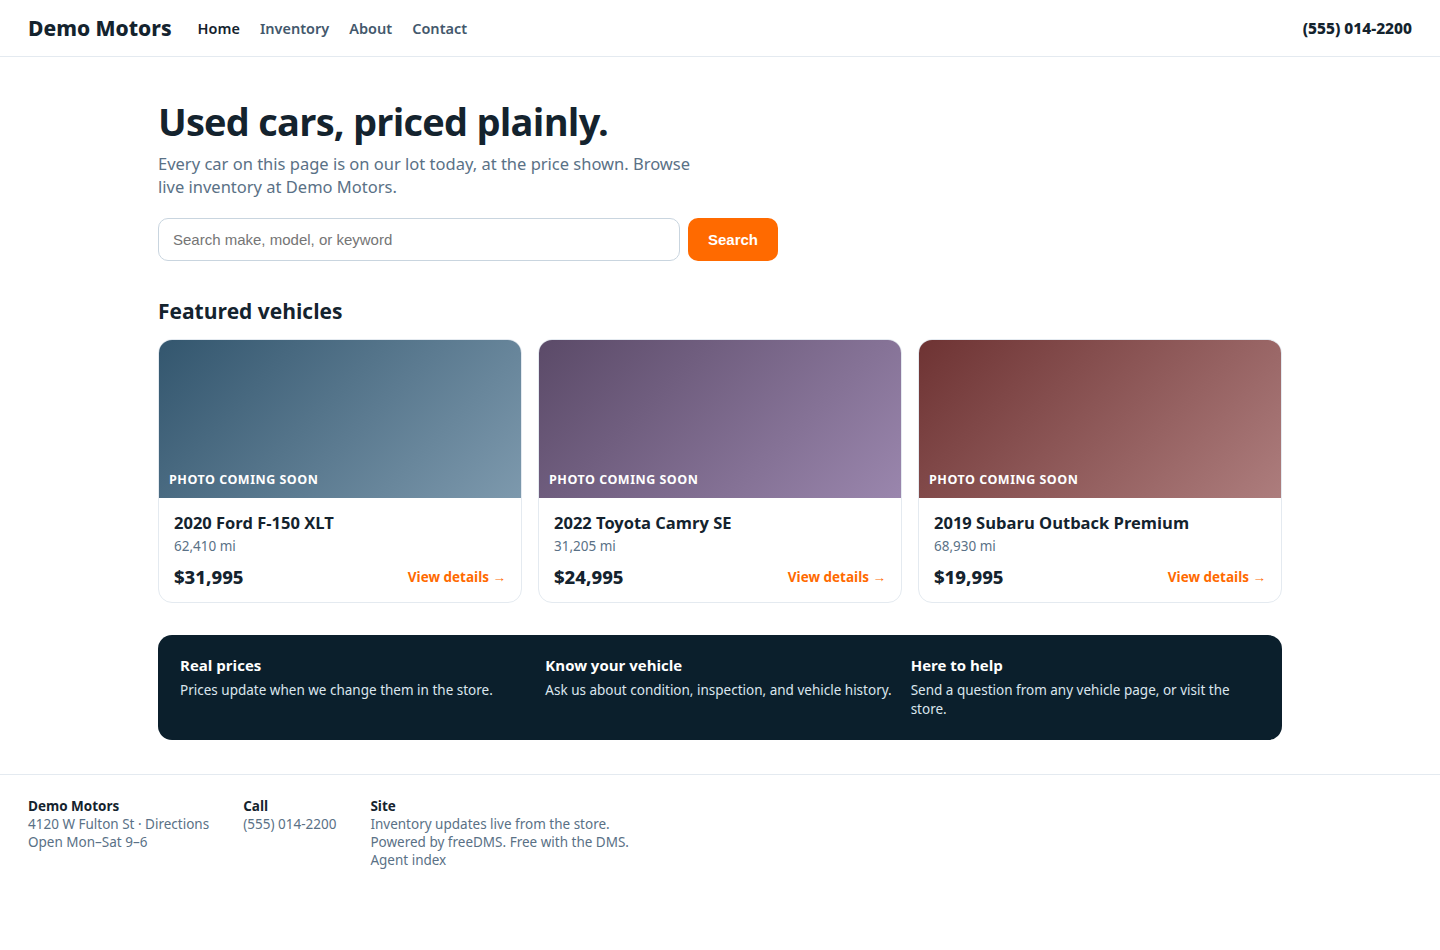 Demo Motors Home Inventory About Contact (555) 014-2200
Used cars, priced plainly.
Every car on this page is on our lot today, at the price shown. Browse
live inventory at Demo Motors.
Search make, model, or keyword Search
Featured vehicles
PHOTO COMING SOON
2020 Ford F-150 XLT
62,410 mi
$31,995 View details →
PHOTO COMING SOON
2022 Toyota Camry SE
31,205 mi
$24,995 View details →
PHOTO COMING SOON
2019 Subaru Outback Premium
68,930 mi
$19,995 View details →
Real prices
Prices update when we change them in the store.
Know your vehicle
Ask us about condition, inspection, and vehicle history.
Here to help
Send a question from any vehicle page, or visit the
store.
Demo Motors
4120 W Fulton St · Directions
Open Mon–Sat 9–6
Call
(555) 014-2200
Site
Inventory updates live from the store.
Powered by freeDMS. Free with the DMS.
Agent index